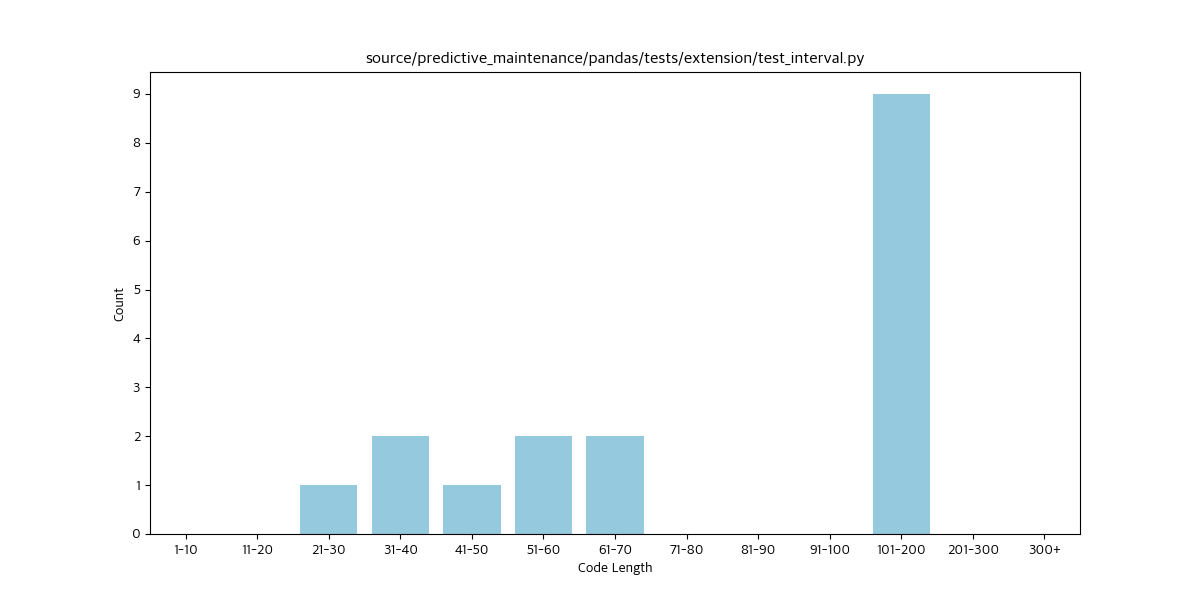 source/predictive_maintenance/pandas/tests/extension/test_interval.py
9
8
7
6
5
4
3
2
1
0
Count
1-10 11-20 21-30 31-40 41-50 51-60 61-70 71-80 81-90 91-100 101-200 201-300 300+
Code Length